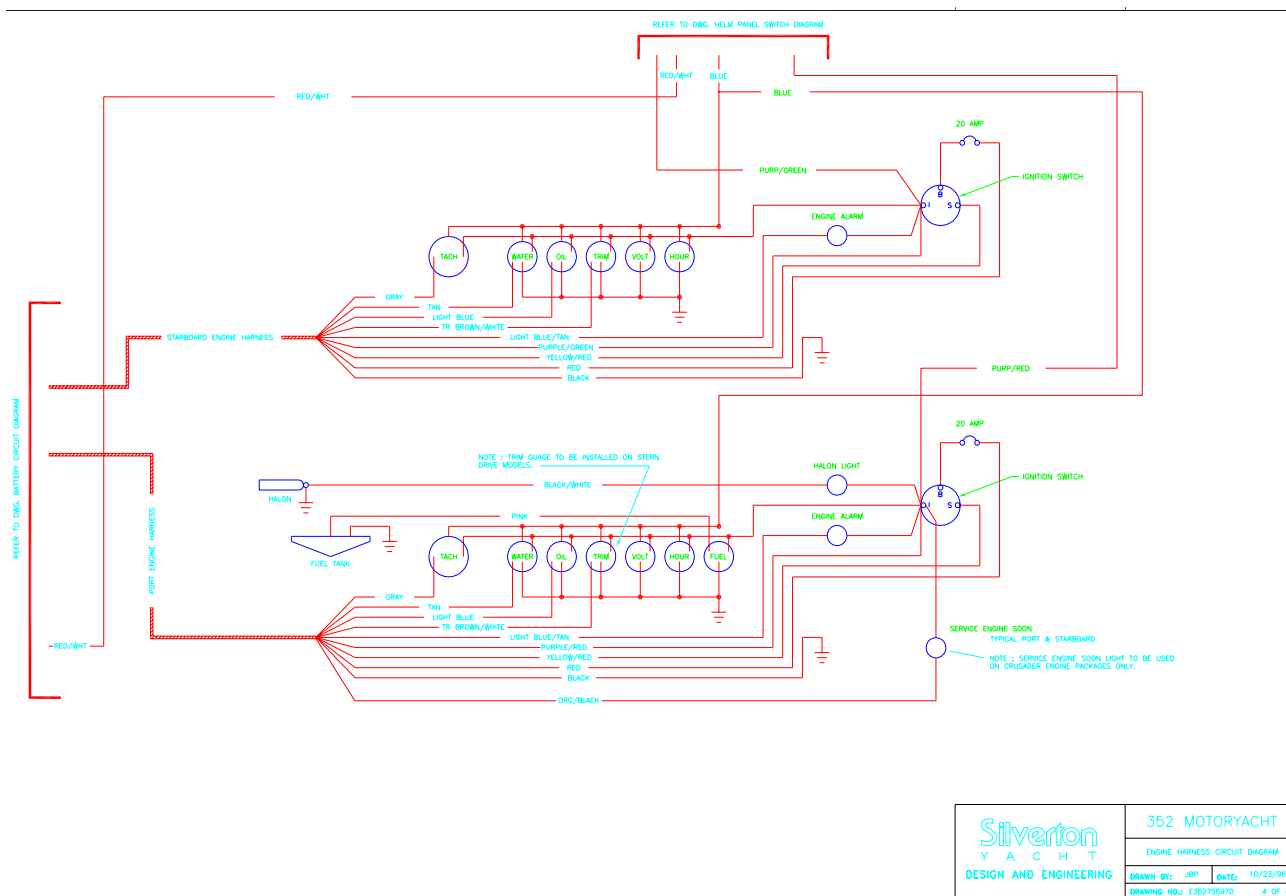 REFER TO DWG. HELM PANEL SWITCH DIAGRAM
RED/WHT
BLUE
RED/WHT
BLUE
20 AMP
PURP/GREEN
IGNITION SWITCH
B
I
S
ENGINE ALARM
TACH
WATER
OIL
TRIM
VOLT
HOUR
GRAY
TAN
LIGHT BLUE
TR BROWN/WHITE
STARBOARD ENGINE HARNESS
LIGHT BLUE/TAN
PURPLE/GREEN
YELLOW/RED
RED
BLACK
PURP/RED
REFER TO DWG. BATTERY CIRCUIT DIAGRAM
20 AMP
NOTE : TRIM GUAGE TO BE INSTALLED ON STERN
DRIVE MODELS.
HALON LIGHT
IGNITION SWITCH
HALON
BLACK/WHITE
B
I
S
PINK
ENGINE ALARM
FUEL TANK
TACH
WATER
OIL
TRIM
VOLT
HOUR
FUEL
PORT ENGINE HARNESS
GRAY
TAN
LIGHT BLUE
TR BROWN/WHITE
LIGHT BLUE/TAN
PURPLE/RED
YELLOW/RED
RED
BLACK
ORG/BLACK
RED/WHT
SERVICE ENGINE SOON
TYPICAL PORT & STARBOARD
NOTE : SERVICE ENGINE SOON LIGHT TO BE USED
ON CRUSADER ENGINE PACKAGES ONLY.
Silverton
YACHT
DESIGN AND ENGINEERING
352 MOTORYACHT
ENGINE HARNESS CIRCUIT DIAGRAM
DRAWN BY: JBP
DATE: 10/23/96
DRAWING NO.: E36275697D
4 OF